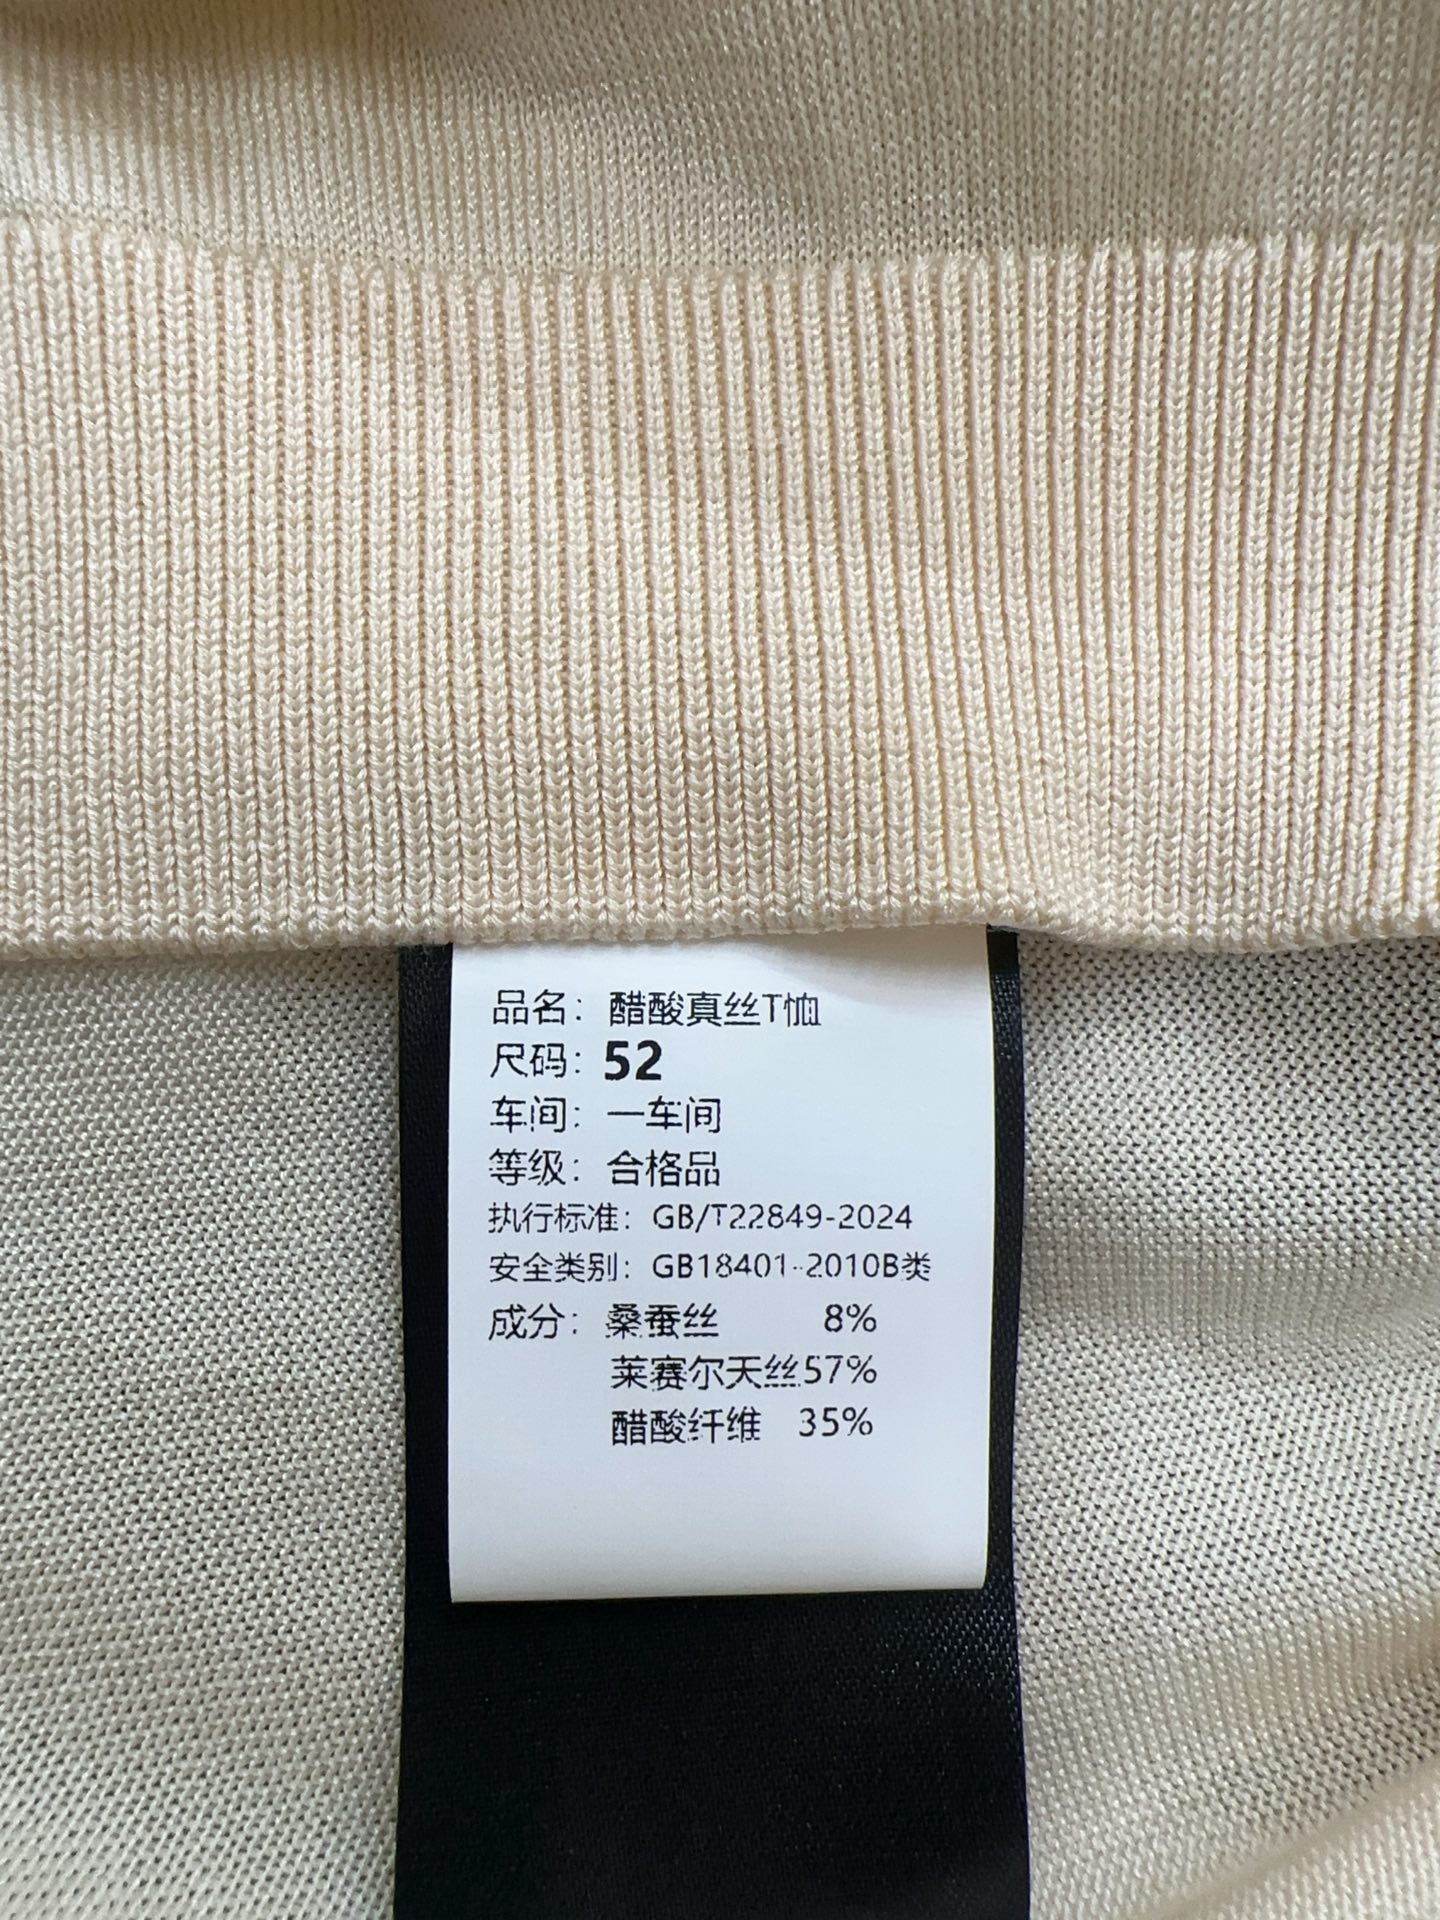 品名：醋酸真丝T恤
尺码：52
车间：一车间
等级：合格品
执行标准：GB/T22849-2024
安全类别：GB18401-2010B类
成分：桑蚕丝 8%
莱赛尔天丝57%
醋酸纤维 35%